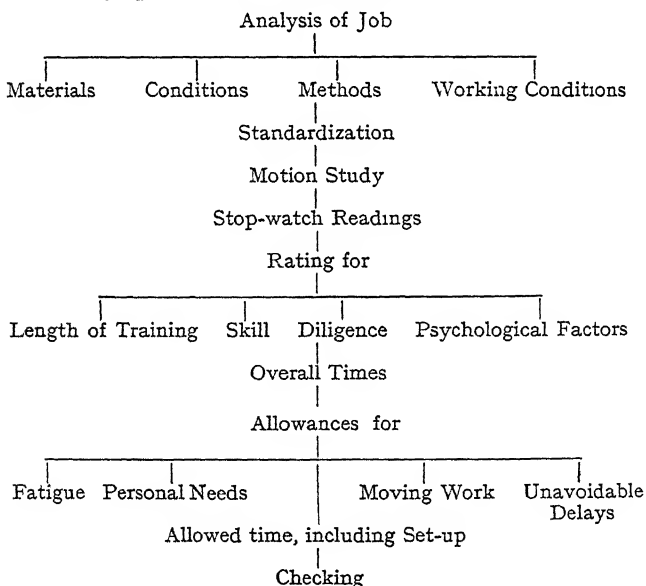 Analysis of Job
Materials Conditions Methods Working Conditions
Standardization
Motion Study
Stop-watch Readings
Rating for
Length of Training Skill Diligence Psychological Factors
Overall Times
Allowances for
Fatigue Personal Needs Moving Work Unavoidable
Delays
Allowed time, including Set-up
Checking